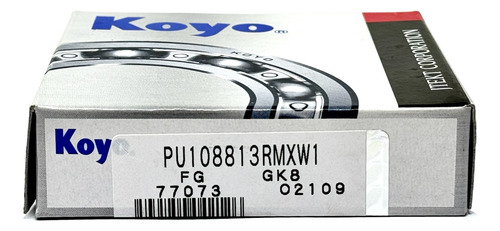 Koyo®
KOYO
JTEKT CORPORATION
Koyo
PU108813RMXW1
FG GK8
77073 02109